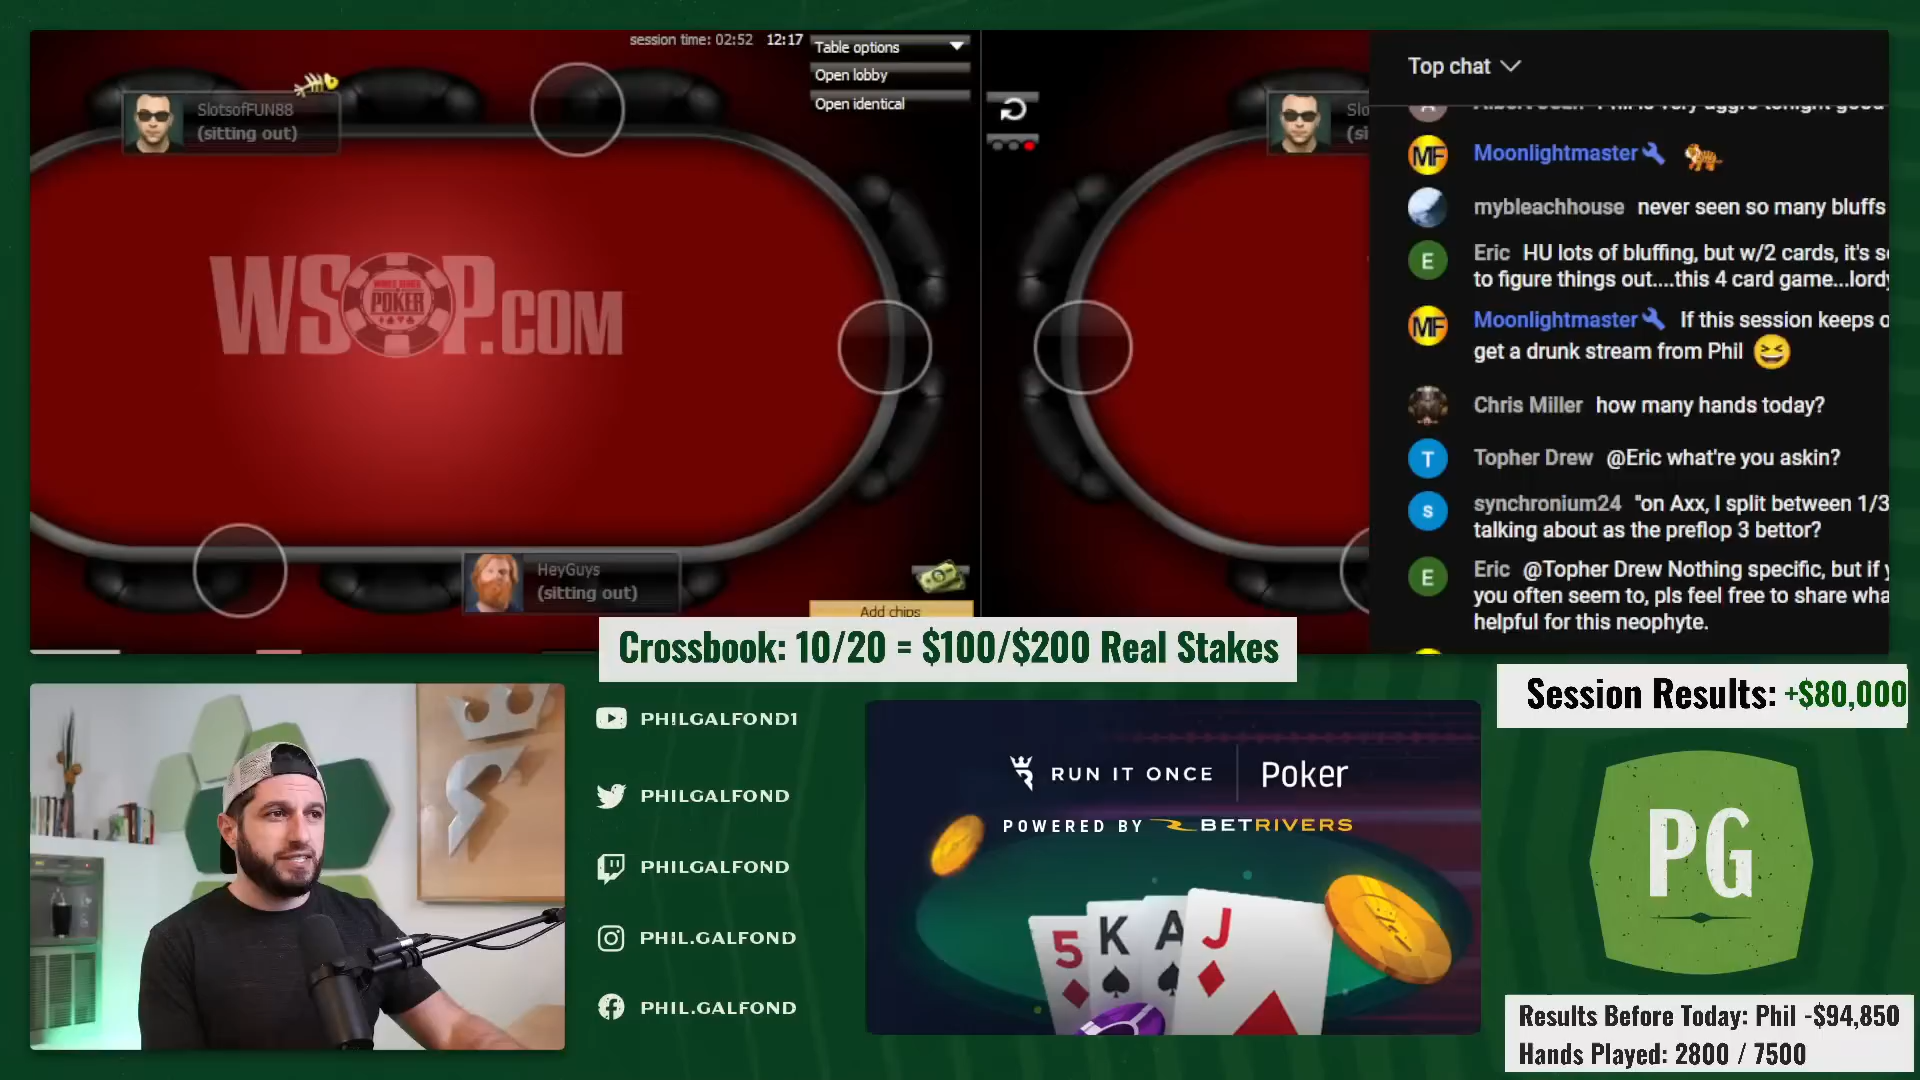 session time: 02:52 12:17
Table options
Open lobby
Open identical
SlotsofFUN88
(sitting out)
WSOP.COM
POKER
HeyGuys
(sitting out)
Add chips
Slo
(si
Top chat
Moonlightmaster
mybleachhouse never seen so many bluffs
Eric HU lots of bluffing, but w/2 cards, it's s
to figure things out....this 4 card game...lord
Moonlightmaster If this session keeps o
get a drunk stream from Phil
Chris Miller how many hands today?
Topher Drew @Eric what're you askin?
synchronium24 "on Axx, I split between 1/3
talking about as the preflop 3 bettor?
Eric @Topher Drew Nothing specific, but if y
you often seem to, pls feel free to share wha
helpful for this neophyte.
MF
E
MF
T
s
E
Crossbook: 10/20 = $100/$200 Real Stakes
Session Results: +$80,000
PHILGALFOND1
PHILGALFOND
PHILGALFOND
PHIL.GALFOND
PHIL.GALFOND
RUN IT ONCE Poker
POWERED BY BETRIVERS
5 K A J
PG
Results Before Today: Phil -$94,850
Hands Played: 2800 / 7500